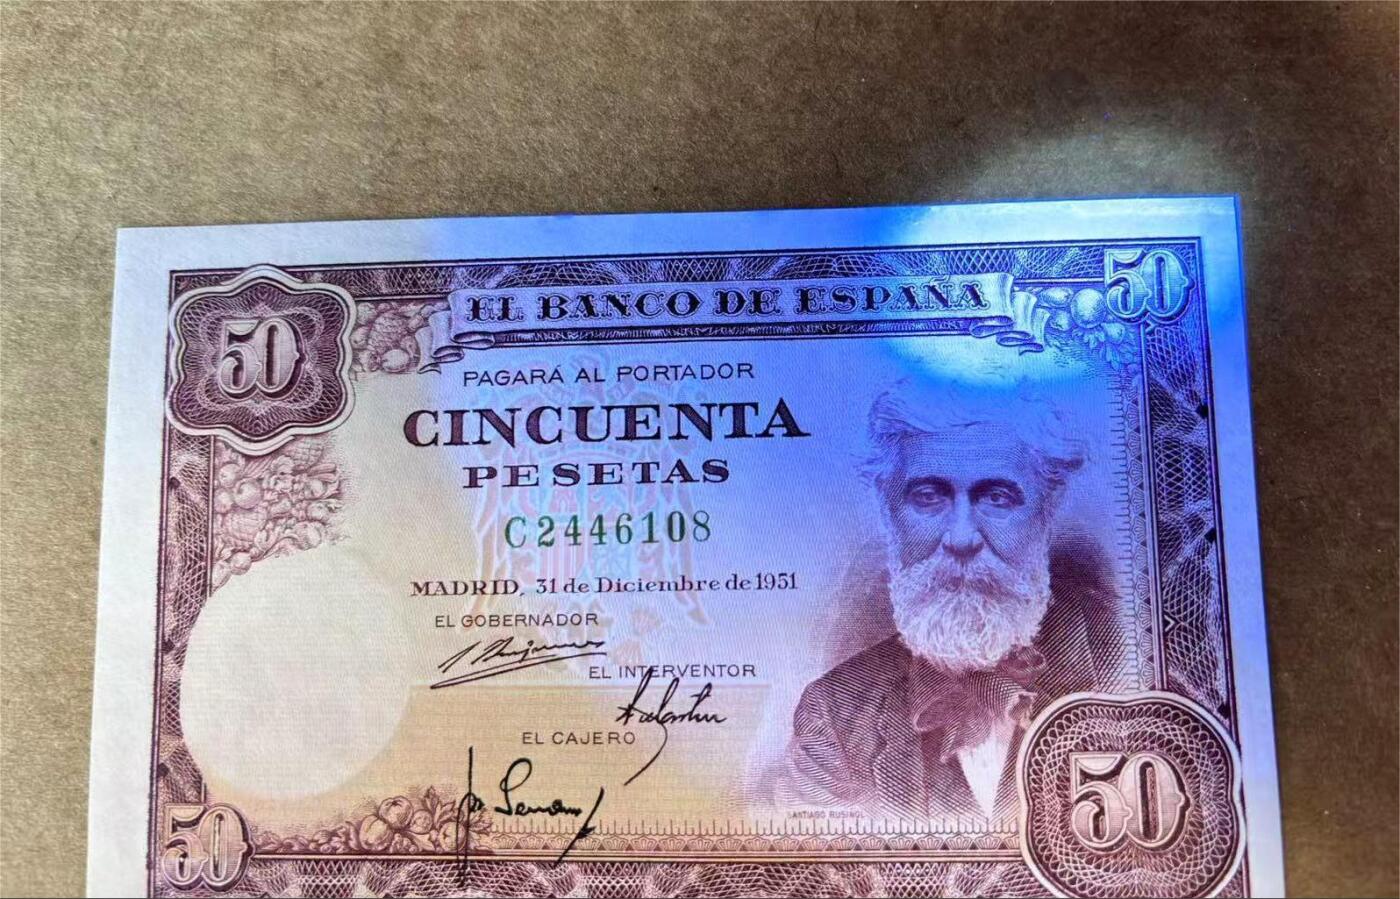 50
50
EL BANCO DE ESPAÑA
PAGARÁ AL PORTADOR
CINCUENTA
PESETAS
C2446108
MADRID, 31 de Diciembre de 1951
EL GOBERNADOR
EL INTERVENTOR
EL CAJERO
SANTIAGO RUSIÑOL
50
50